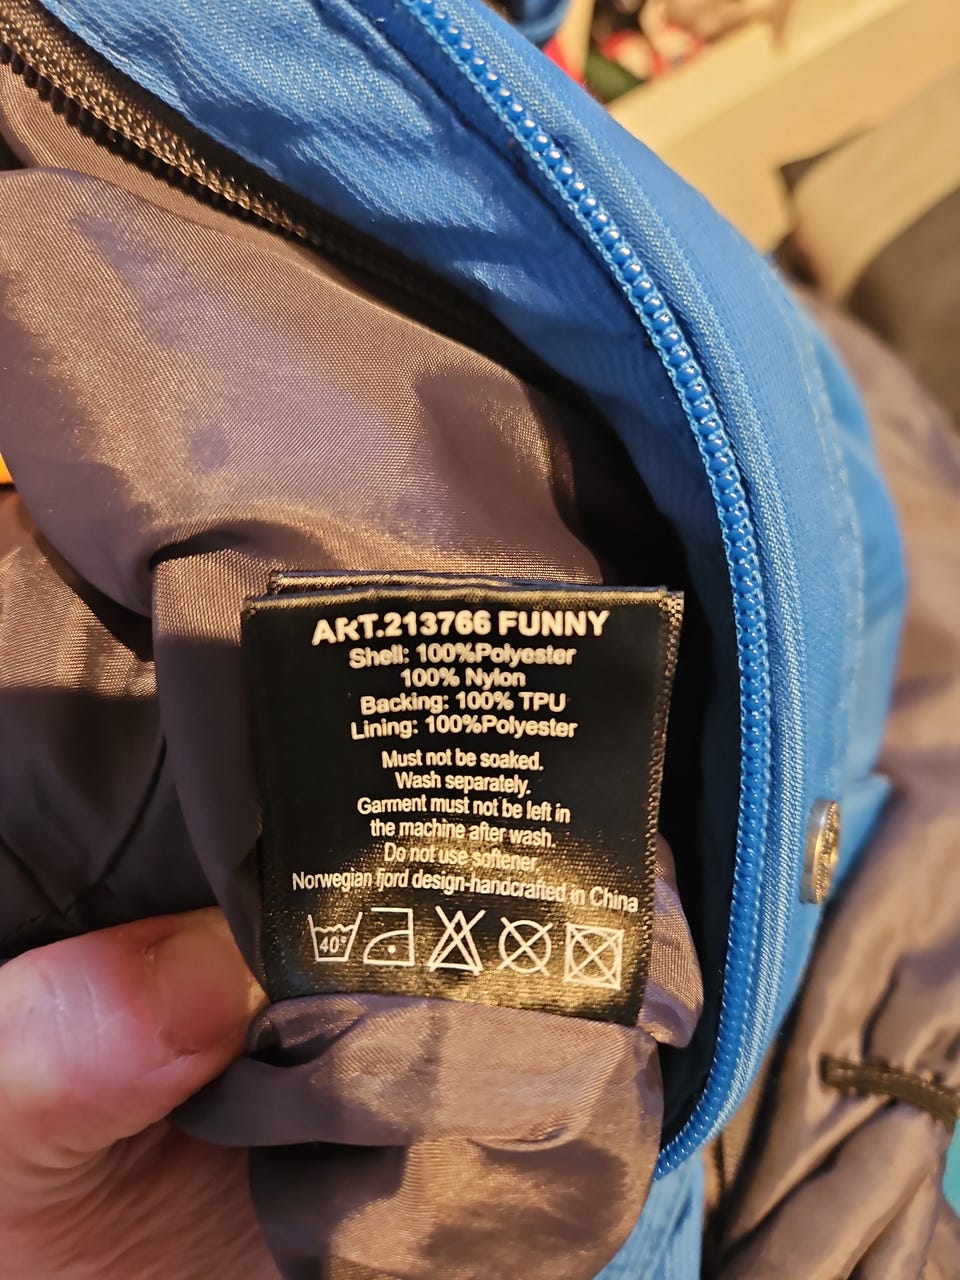 ART.213766 FUNNY
Shell: 100%Polyester
100% Nylon
Backing: 100% TPU
Lining: 100%Polyester
Must not be soaked.
Wash separately.
Garment must not be left in
the machine after wash.
Do not use softener.
Norwegian fjord design-handcrafted in China
40°